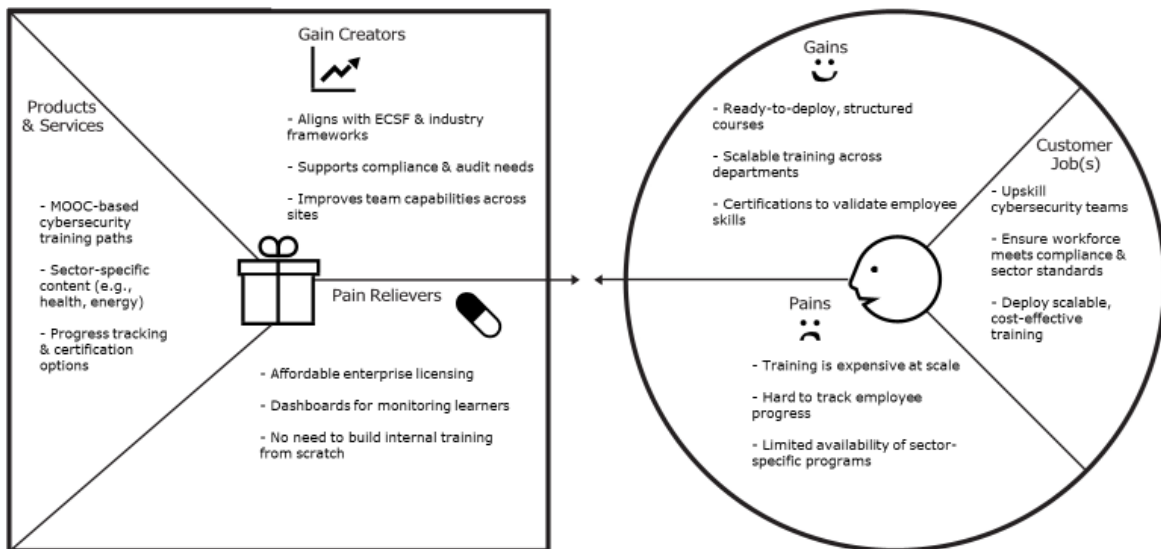 Gain Creators
- Aligns with ECSF & industry
frameworks
- Supports compliance & audit needs
- Improves team capabilities across
sites
Products
& Services
- MOOC-based
cybersecurity
training paths
- Sector-specific
content (e.g.,
health, energy)
- Progress tracking
& certification
options
Pain Relievers
- Affordable enterprise licensing
- Dashboards for monitoring learners
- No need to build internal training
from scratch
Gains
- Ready-to-deploy, structured
courses
- Scalable training across
departments
- Certifications to validate employee
skills
Customer
Job(s)
- Upskill
cybersecurity teams
- Ensure workforce
meets compliance &
sector standards
- Deploy scalable,
cost-effective
training
Pains
- Training is expensive at scale
- Hard to track employee
progress
- Limited availability of sector-
specific programs